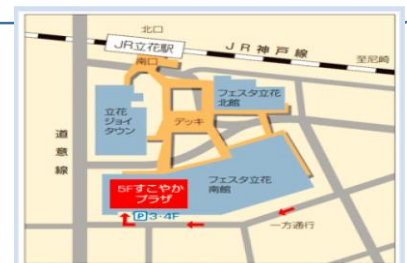 北口
JR立花駅
JR神戸線
南口
至尼崎
立花
ジョイ
タウン
フェスタ立花
北館
デッキ
道意線
フェスタ立花
南館
5Fすこやか
プラザ
P3・4F
一方通行